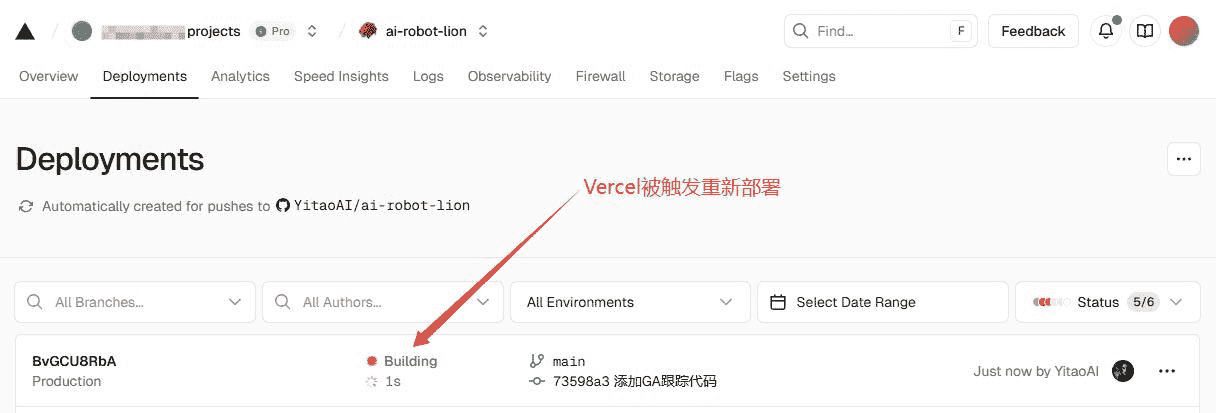 projects Pro ai-robot-lion Find... F Feedback
Overview Deployments Analytics Speed Insights Logs Observability Firewall Storage Flags Settings
Deployments
Vercel被触发重新部署
Automatically created for pushes to YitaoAI/ai-robot-lion
All Branches... All Authors... All Environments Select Date Range Status 5/6
BvGCU8RbA Building main
Production 1s 73598a3 添加GA跟踪代码
Just now by YitaoAI